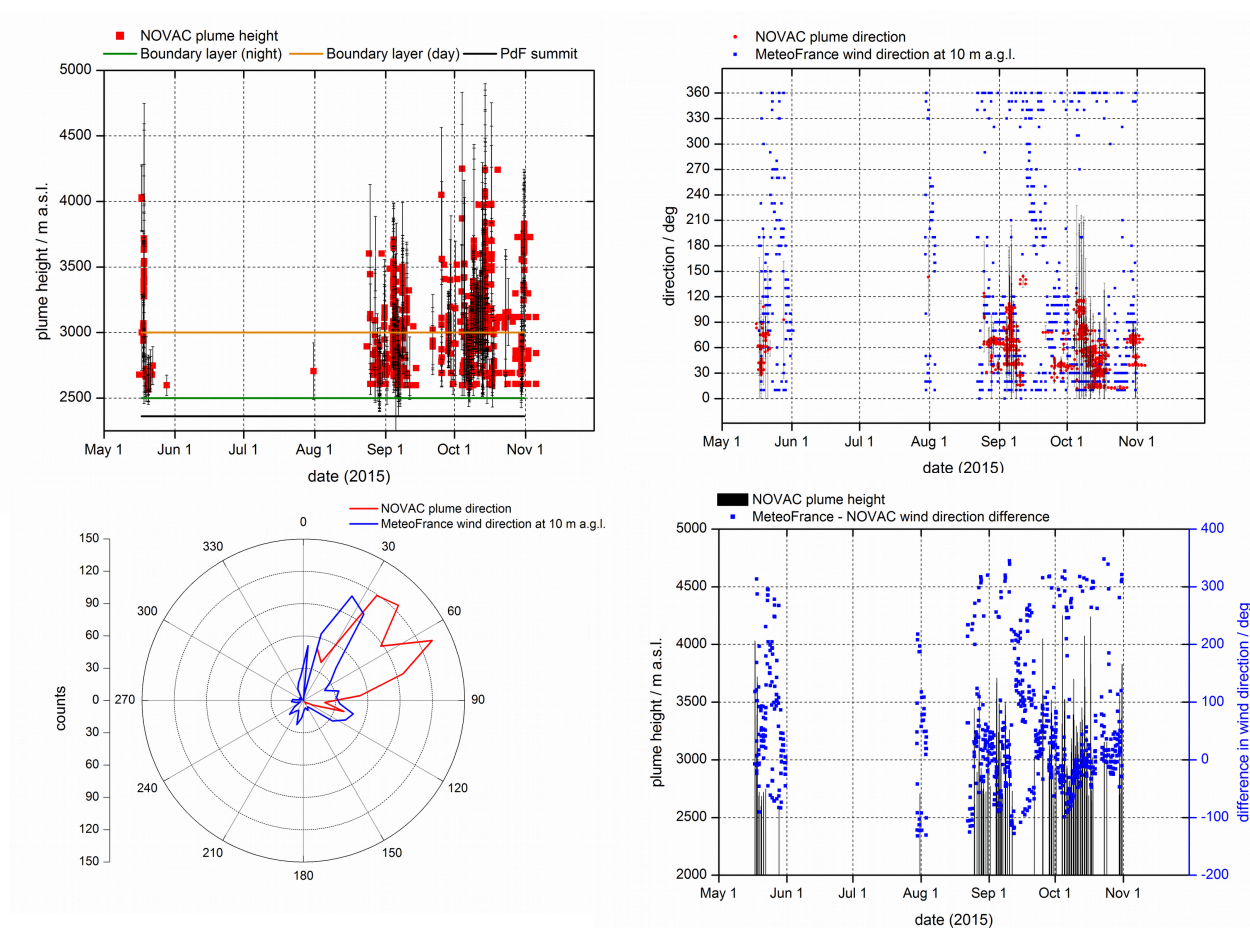 NOVAC plume height
Boundary layer (night) Boundary layer (day) PdF summit
5000
4500
4000
3500
3000
2500
plume height / m a.s.l.
May 1 Jun 1 Jul 1 Aug 1 Sep 1 Oct 1 Nov 1
date (2015)
NOVAC plume direction
MeteoFrance wind direction at 10 m a.g.l.
360
330
300
270
240
210
180
150
120
90
60
30
0
direction / deg
May 1 Jun 1 Jul 1 Aug 1 Sep 1 Oct 1 Nov 1
date (2015)
NOVAC plume direction
MeteoFrance wind direction at 10 m a.g.l.
150
120
90
60
30
0
30
60
90
120
150
counts
0
30
60
90
120
150
180
210
240
270
300
330
NOVAC plume height
MeteoFrance - NOVAC wind direction difference
5000
4500
4000
3500
3000
2500
2000
plume height / m a.s.l.
400
300
200
100
0
-100
-200
difference in wind direction / deg
May 1 Jun 1 Jul 1 Aug 1 Sep 1 Oct 1 Nov 1
date (2015)